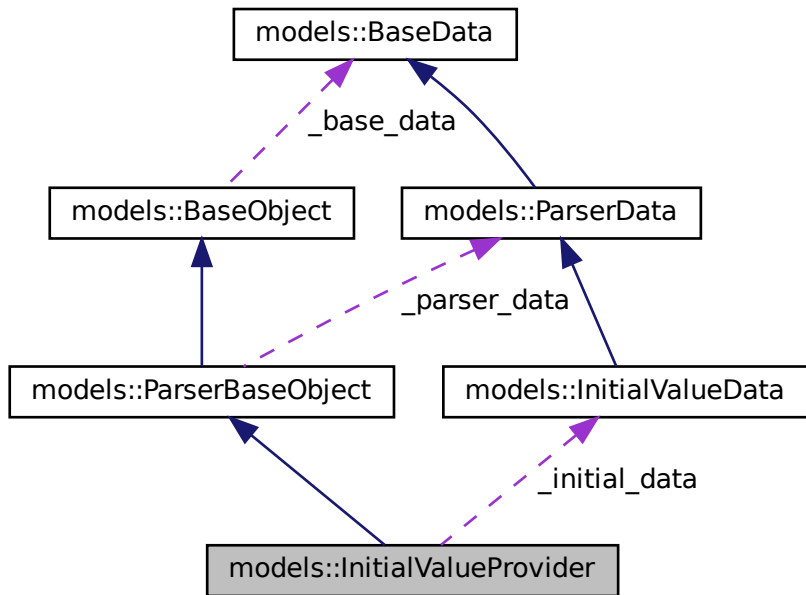 models::BaseData
_base_data
models::BaseObject
models::ParserData
_parser_data
models::ParserBaseObject
models::InitialValueData
_initial_data
models::InitialValueProvider